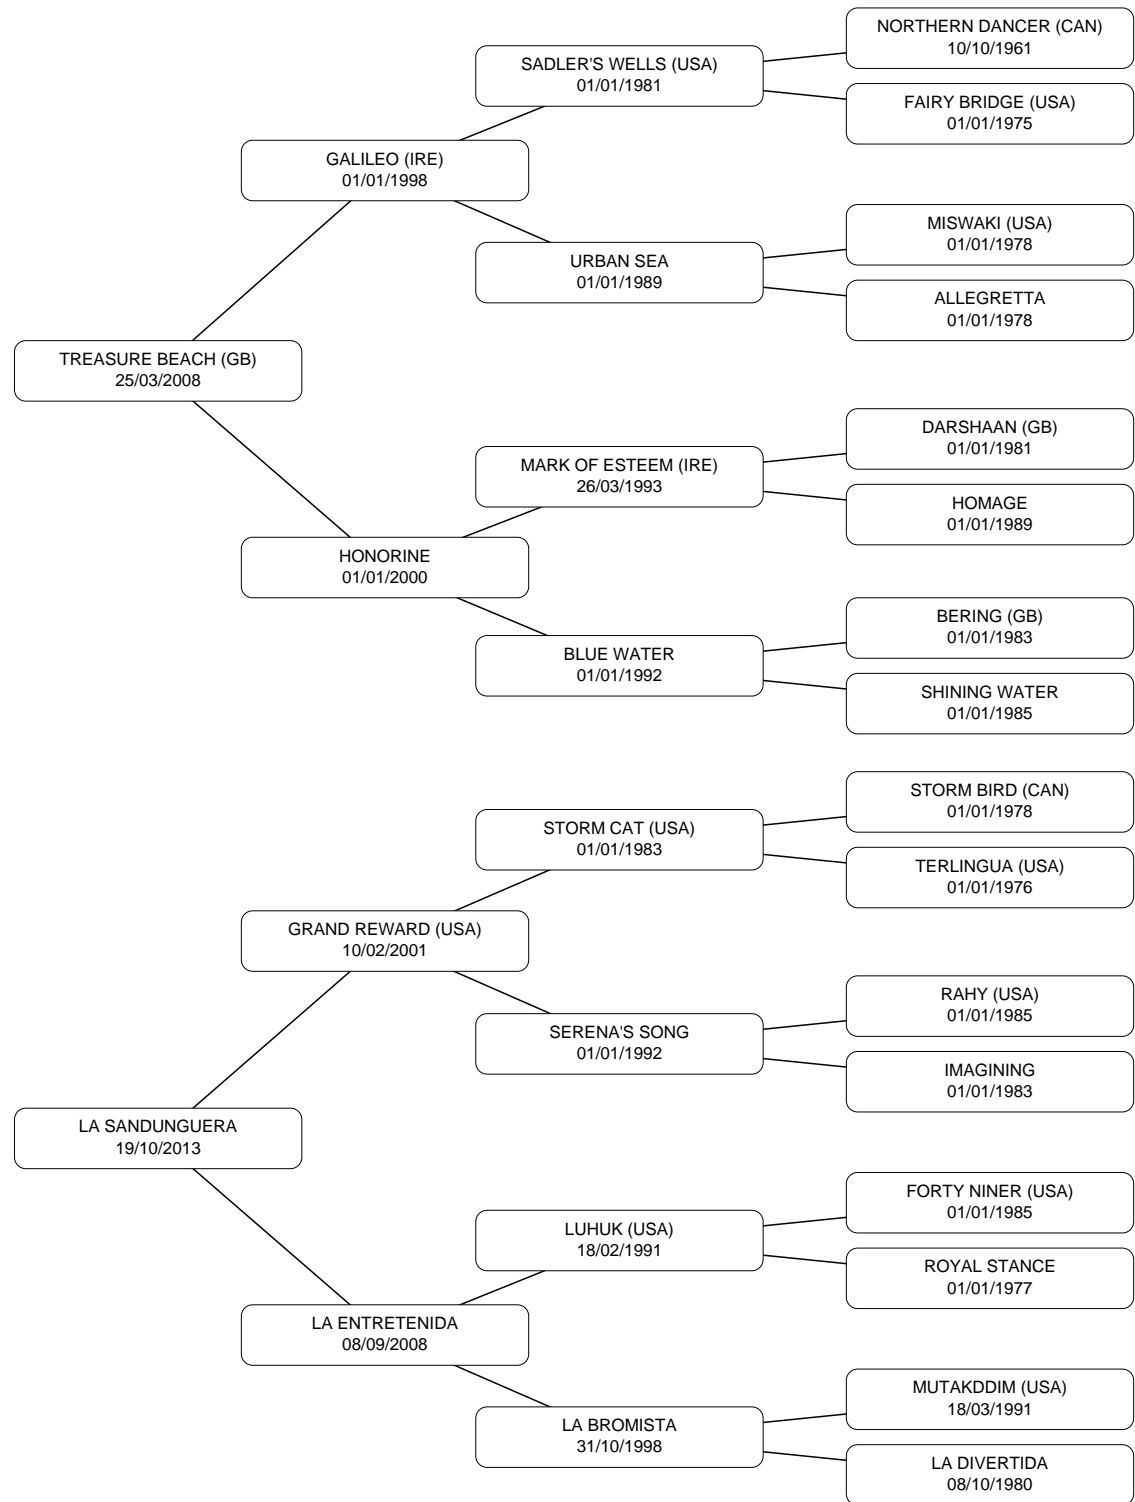 NORTHERN DANCER (CAN)
10/10/1961
SADLER'S WELLS (USA)
01/01/1981
FAIRY BRIDGE (USA)
01/01/1975
GALILEO (IRE)
01/01/1998
MISWAKI (USA)
01/01/1978
URBAN SEA
01/01/1989
ALLEGRETTA
01/01/1978
TREASURE BEACH (GB)
25/03/2008
DARSHAAN (GB)
01/01/1981
MARK OF ESTEEM (IRE)
26/03/1993
HOMAGE
01/01/1989
HONORINE
01/01/2000
BERING (GB)
01/01/1983
BLUE WATER
01/01/1992
SHINING WATER
01/01/1985
STORM BIRD (CAN)
01/01/1978
STORM CAT (USA)
01/01/1983
TERLINGUA (USA)
01/01/1976
GRAND REWARD (USA)
10/02/2001
RAHY (USA)
01/01/1985
SERENA'S SONG
01/01/1992
IMAGINING
01/01/1983
LA SANDUNGUERA
19/10/2013
FORTY NINER (USA)
01/01/1985
LUHUK (USA)
18/02/1991
ROYAL STANCE
01/01/1977
LA ENTRETENIDA
08/09/2008
MUTAKDDIM (USA)
18/03/1991
LA BROMISTA
31/10/1998
LA DIVERTIDA
08/10/1980